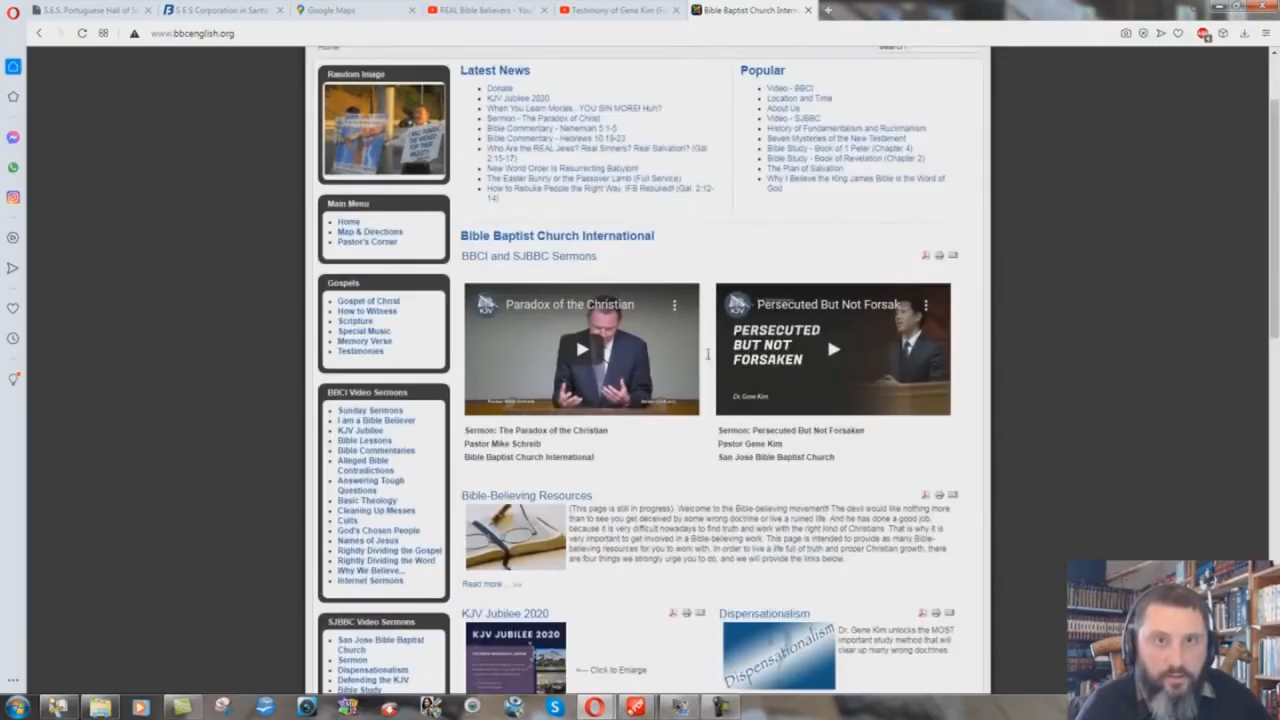 S.E.S. Portuguese Hall of S
S.E.S Corporation in Santa
Google Maps
REAL Bible Believers - You
Testimony of Gene Kim (F
Bible Baptist Church Intern
www.bbcenglish.org
Home
Random Image
Main Menu
Home
Map & Directions
Pastor's Corner
Gospels
Gospel of Christ
How to Witness
Scripture
Special Music
Memory Verse
Testimonies
BBCI Video Sermons
Sunday Sermons
I am a Bible Believer
KJV Jubilee
Bible Lessons
Bible Commentaries
Alleged Bible
Contradictions
Answering Tough
Questions
Basic Theology
Cleaning Up Messes
Cults
God's Chosen People
Names of Jesus
Rightly Dividing the Gospel
Rightly Dividing the Word
Why We Believe...
Internet Sermons
SJBBC Video Sermons
San Jose Bible Baptist
Church
Sermon
Dispensationalism
Defending the KJV
Bible Study
Latest News
Donate
KJV Jubilee 2020
When You Learn Morals...YOU SIN MORE! Huh?
Sermon - The Paradox of Christ
Bible Commentary - Nehemiah 5:1-5
Bible Commentary - Hebrews 10:19-23
Who Are the REAL Jews? Real Sinners? Real Salvation? (Gal.
2:15-17)
New World Order Is Resurrecting Babylon!
The Easter Bunny or the Passover Lamb (Full Service)
How to Rebuke People the Right Way. IFB Rebuked! (Gal. 2:12-
14)
Popular
Video - BBCI
Location and Time
About Us
Video - SJBBC
History of Fundamentalism and Ruckmanism
Seven Mysteries of the New Testament
Bible Study - Book of 1 Peter (Chapter 4)
Bible Study - Book of Revelation (Chapter 2)
The Plan of Salvation
Why I Believe the King James Bible is the Word of
God
Bible Baptist Church International
BBCI and SJBBC Sermons
KJV
Paradox of the Christian
KJV
Persecuted But Not Forsak
PERSECUTED
BUT NOT
FORSAKEN
Dr. Gene Kim
Sermon: The Paradox of the Christian
Pastor Mike Schreib
Bible Baptist Church International
Sermon: Persecuted But Not Forsaken
Pastor Gene Kim
San Jose Bible Baptist Church
Bible-Believing Resources
(This page is still in progress). Welcome to the Bible-believing movement! The devil would like nothing more
than to see you get deceived by some wrong doctrine or live a ruined life. And he has done a good job,
because it is very difficult nowadays to find truth and work with the right kind of Christians. That is why it is
very important to get involved in a Bible-believing work. This page is intended to provide as many Bible-
believing resources for you to work with. In order to live a life full of truth and proper Christian growth, there
are four things we strongly urge you to do, and we will provide the links below.
Read more... >>
KJV Jubilee 2020
KJV JUBILEE 2020
<-- Click to Enlarge
Dispensationalism
Dispensationalism
Dr. Gene Kim unlocks the MOST
important study method that will
clear up many wrong doctrines.